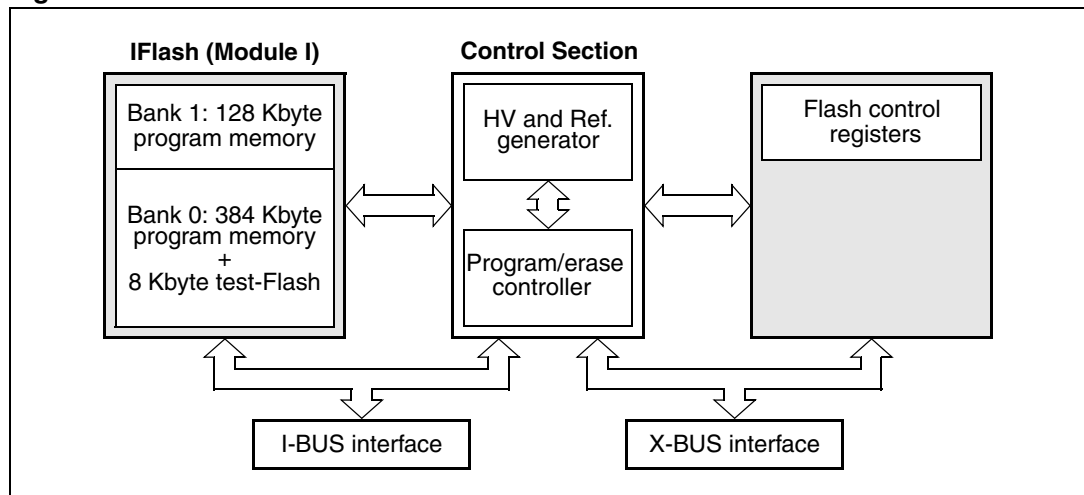 IFlash (Module I)
Bank 1: 128 Kbyte
program memory
Bank 0: 384 Kbyte
program memory
+
8 Kbyte test-Flash
Control Section
HV and Ref.
generator
Program/erase
controller
Flash control
registers
I-BUS interface
X-BUS interface